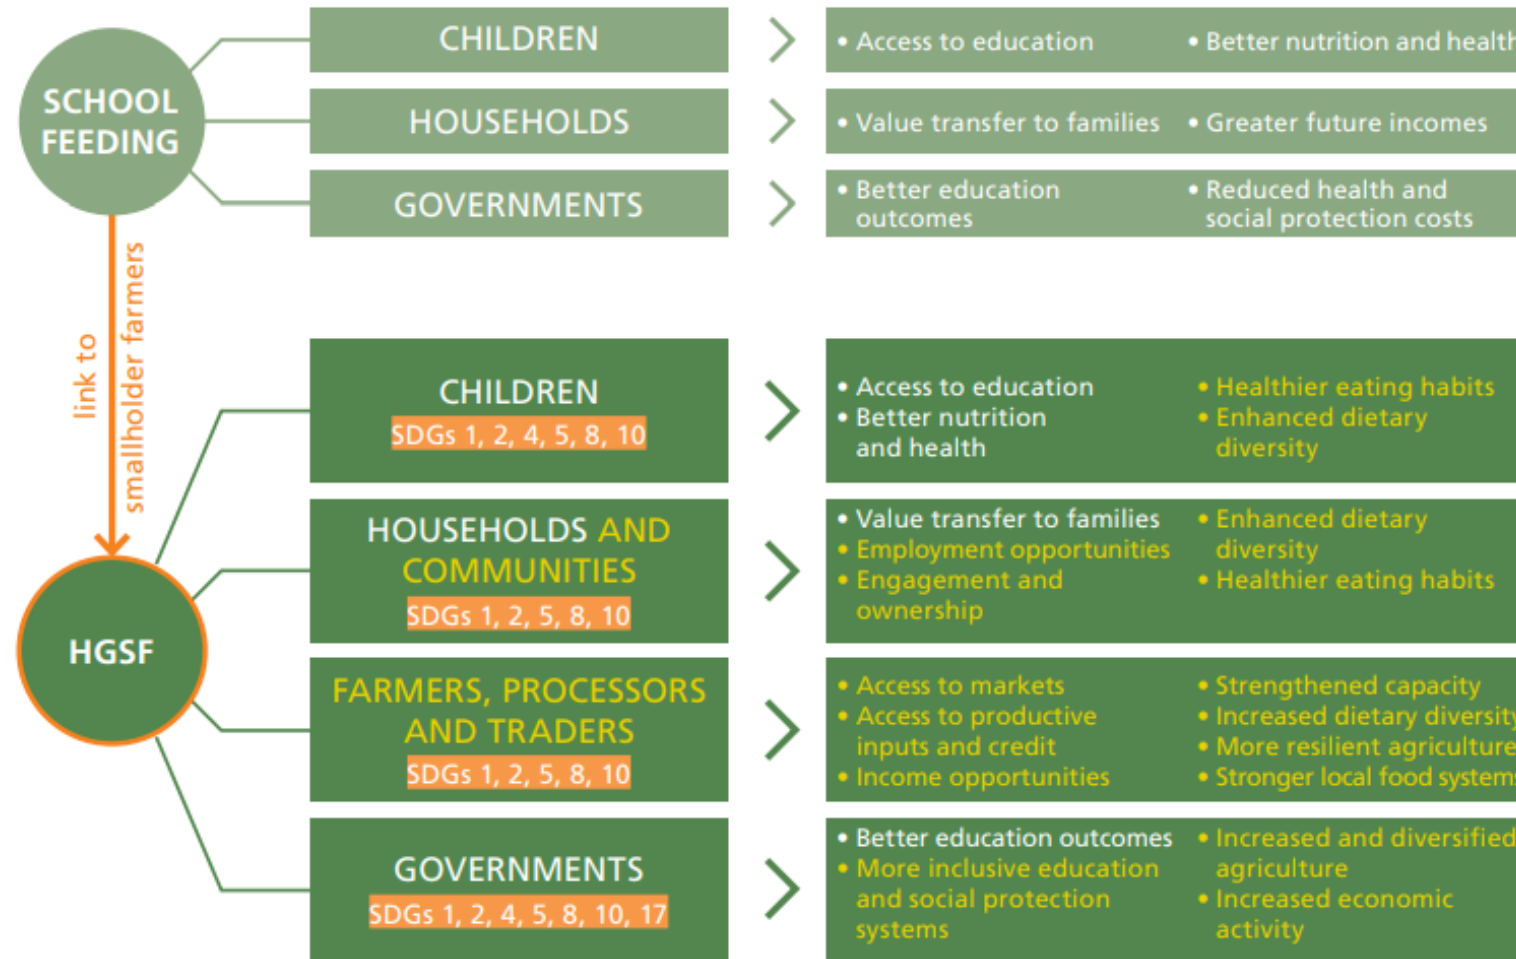 SCHOOL
FEEDING
CHILDREN
• Access to education
• Better nutrition and health
HOUSEHOLDS
• Value transfer to families
• Greater future incomes
GOVERNMENTS
• Better education
outcomes
• Reduced health and
social protection costs
link to
smallholder farmers
HGSF
CHILDREN
SDGs 1, 2, 4, 5, 8, 10
• Access to education
• Better nutrition
and health
• Healthier eating habits
• Enhanced dietary
diversity
HOUSEHOLDS AND
COMMUNITIES
SDGs 1, 2, 5, 8, 10
• Value transfer to families
• Employment opportunities
• Engagement and
ownership
• Enhanced dietary
diversity
• Healthier eating habits
FARMERS, PROCESSORS
AND TRADERS
SDGs 1, 2, 5, 8, 10
• Access to markets
• Access to productive
inputs and credit
• Income opportunities
• Strengthened capacity
• Increased dietary diversity
• More resilient agriculture
• Stronger local food systems
GOVERNMENTS
SDGs 1, 2, 4, 5, 8, 10, 17
• Better education outcomes
• More inclusive education
and social protection
systems
• Increased and diversified
agriculture
• Increased economic
activity